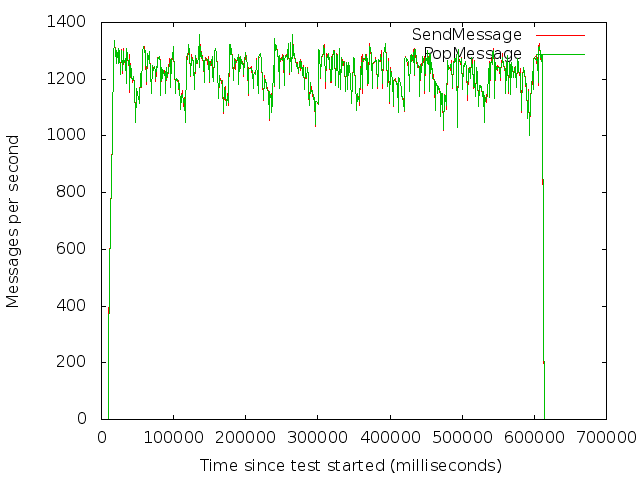 1400
1200
1000
800
600
400
200
0
SendMessage
PopMessage
Messages per second
0 100000 200000 300000 400000 500000 600000 700000
Time since test started (milliseconds)